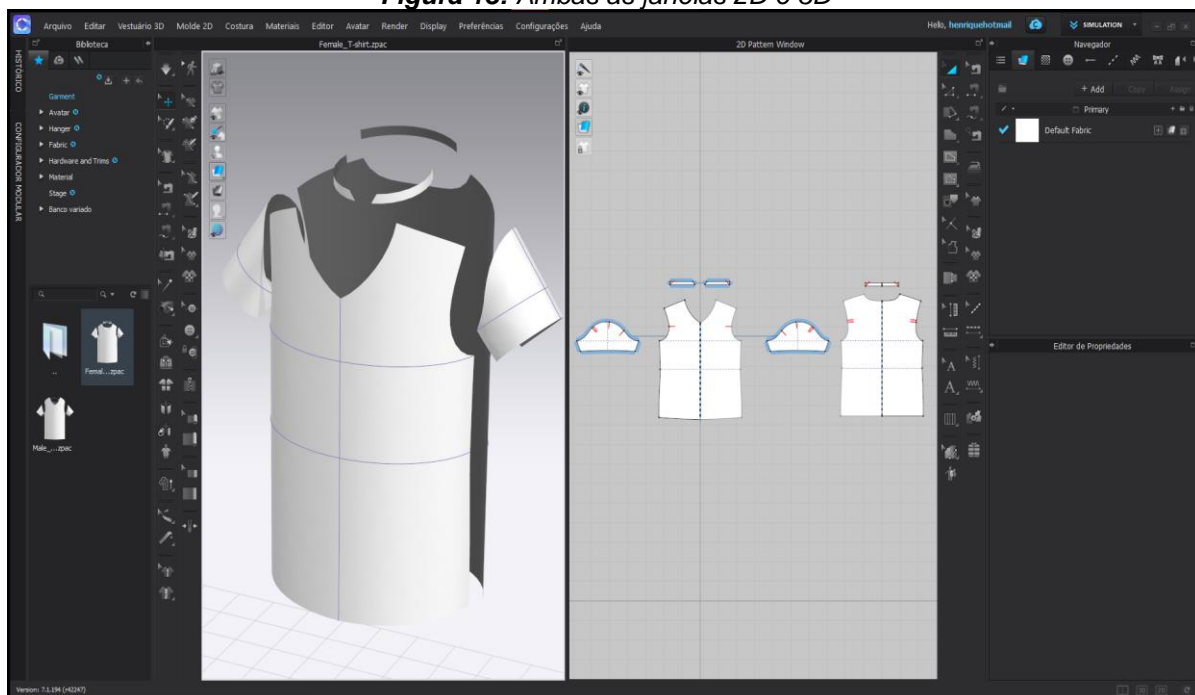 Figura 13: Ambas as janelas 2D e 3D
Arquivo Editar Vestuário 3D Molde 2D Costura Materiais Editor Avatar Render Display Preferências Configurações Ajuda
Helo, henriquehotmail
SIMULATION
Biblioteca
Female_T-shirt.zpac
2D Pattern Window
Navegador
HISTÓRICO
CONFIGURADOR MODULAR
Garment
Avatar
Hanger
Fabric
Hardware and Trims
Material
Stage
Banco variado
+ Add Copy Assign
Primary
Default Fabric
..
Femal...zpac
Male_...zpac
Editor de Propriedades
Version: 7.1.194 (r42247)